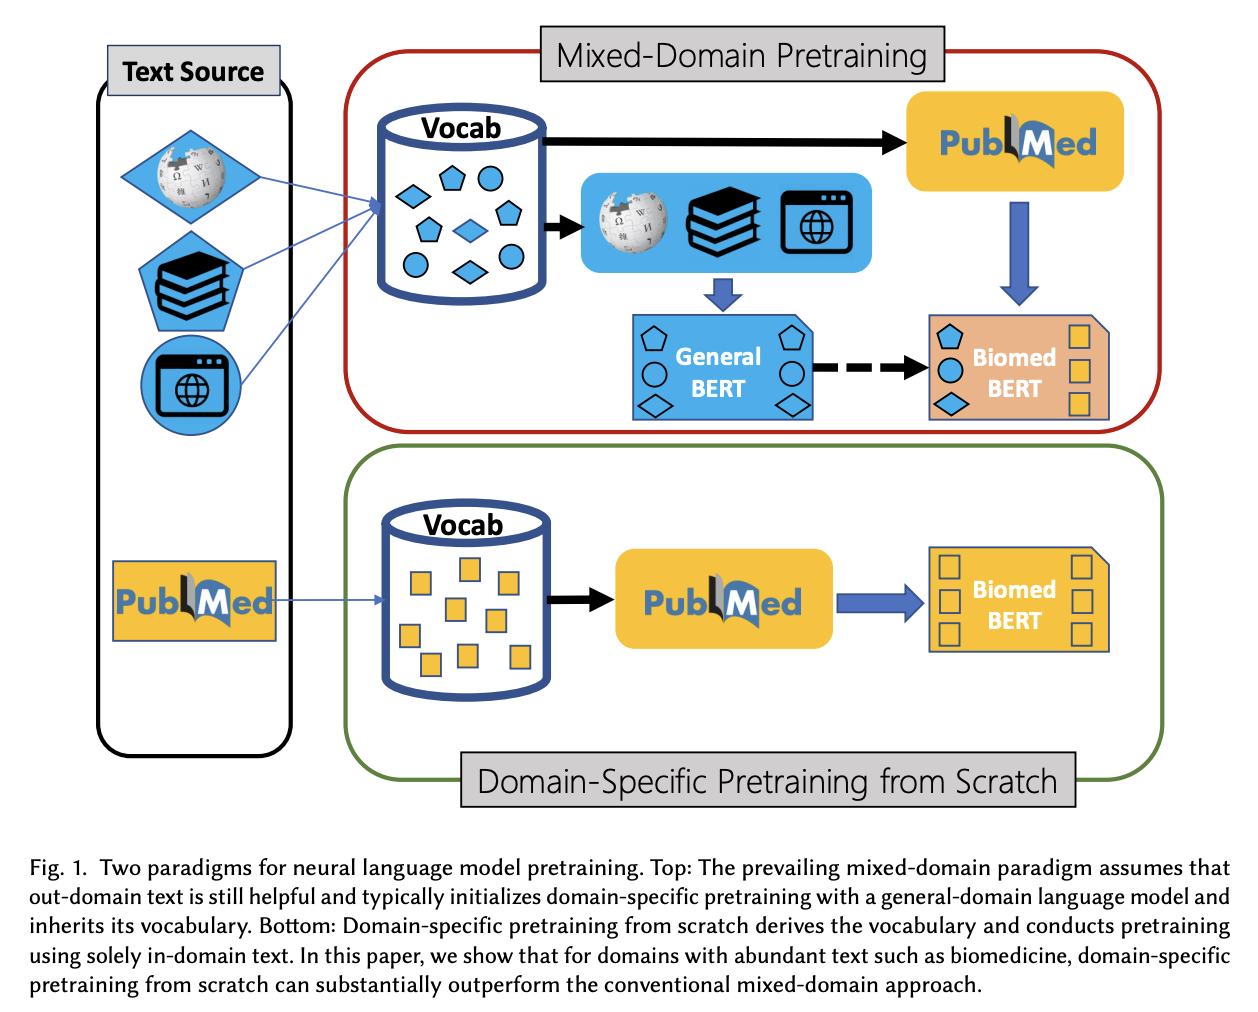 Text Source
Mixed-Domain Pretraining
Vocab
PubMed
General
BERT
Biomed
BERT
Vocab
PubMed
PubMed
Biomed
BERT
Domain-Specific Pretraining from Scratch
Fig. 1. Two paradigms for neural language model pretraining. Top: The prevailing mixed-domain paradigm assumes that
out-domain text is still helpful and typically initializes domain-specific pretraining with a general-domain language model and
inherits its vocabulary. Bottom: Domain-specific pretraining from scratch derives the vocabulary and conducts pretraining
using solely in-domain text. In this paper, we show that for domains with abundant text such as biomedicine, domain-specific
pretraining from scratch can substantially outperform the conventional mixed-domain approach.